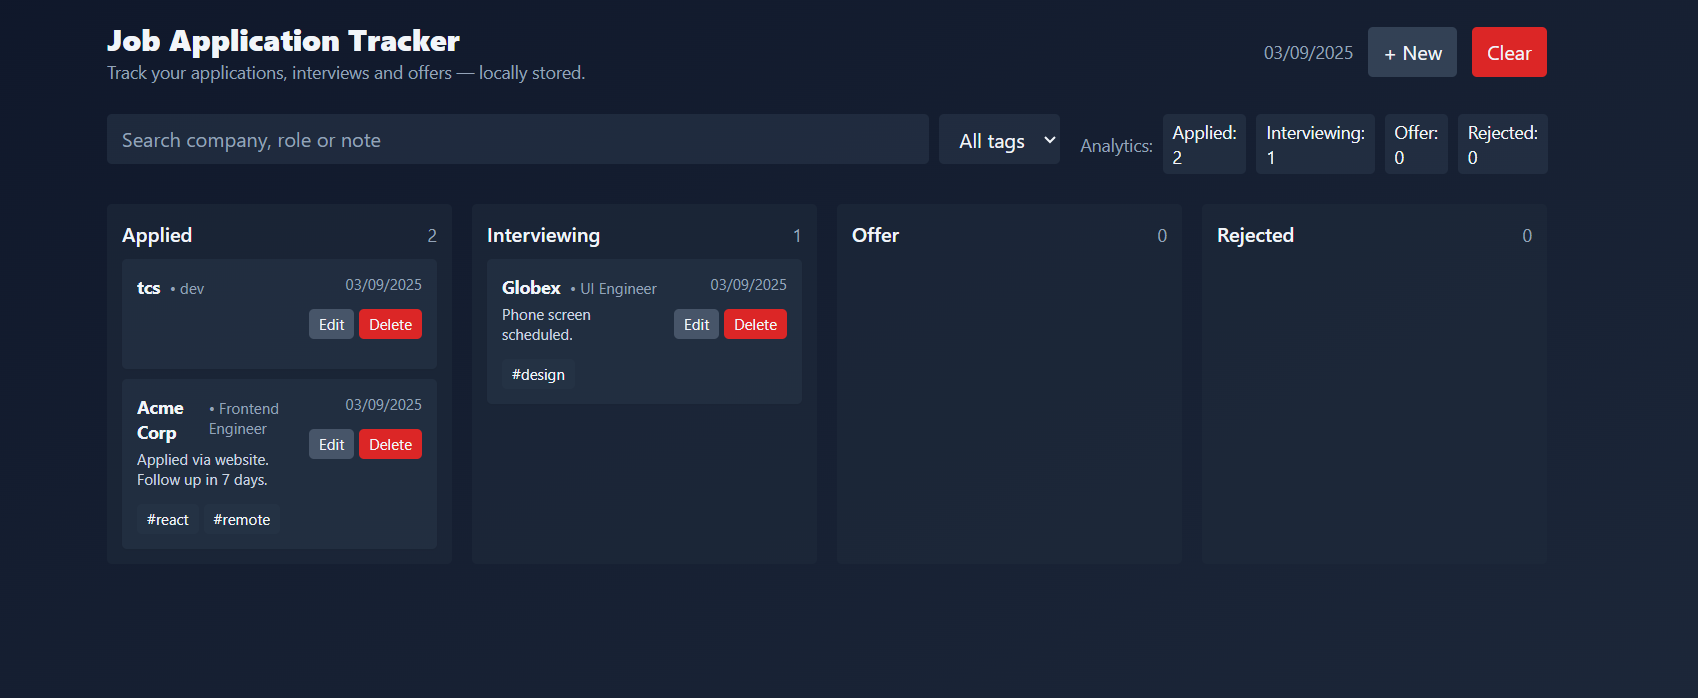 Job Application Tracker
Track your applications, interviews and offers — locally stored.
03/09/2025
+ New
Clear
Search company, role or note
All tags
Analytics:
Applied:
2
Interviewing:
1
Offer:
0
Rejected:
0
Applied 2
tcs • dev 03/09/2025
Edit Delete
Acme
Corp
• Frontend
Engineer
03/09/2025
Edit Delete
Applied via website.
Follow up in 7 days.
#react #remote
Interviewing 1
Globex • UI Engineer 03/09/2025
Phone screen
scheduled.
Edit Delete
#design
Offer 0
Rejected 0